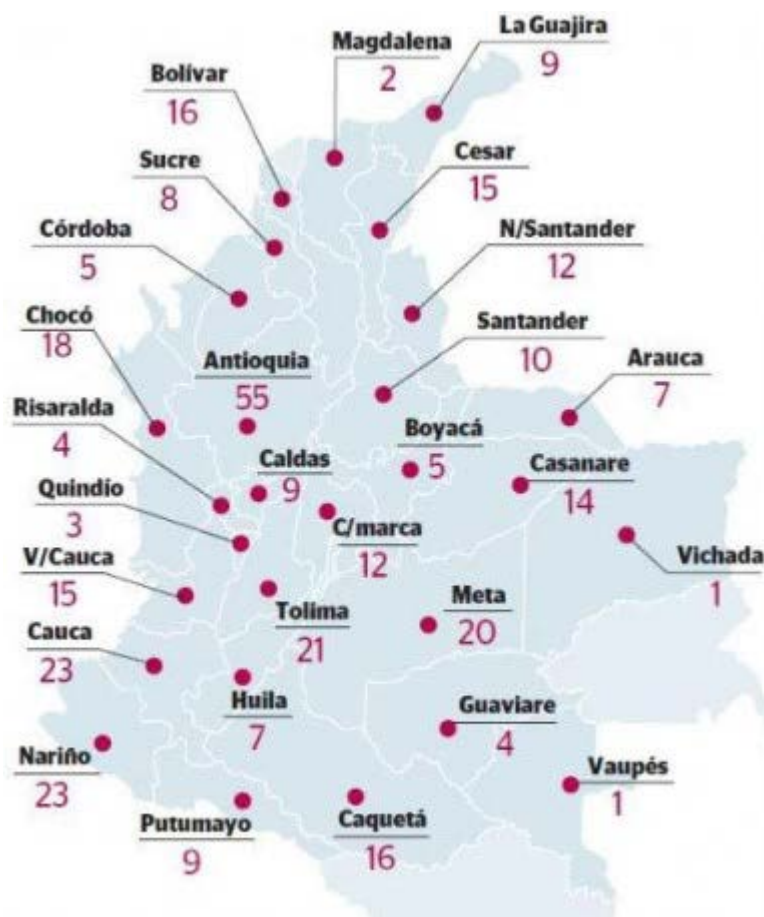 La Guajira
9
Magdalena
2
Bolívar
16
Cesar
15
Sucre
8
N/Santander
12
Córdoba
5
Chocó
18
Santander
10
Antioquia
55
Arauca
7
Risaralda
4
Boyacá
5
Caldas
9
Casanare
14
Quindío
3
C/marca
12
V/Cauca
15
Vichada
1
Tolima
21
Meta
20
Cauca
23
Huila
7
Guaviare
4
Nariño
23
Vaupés
1
Putumayo
9
Caquetá
16